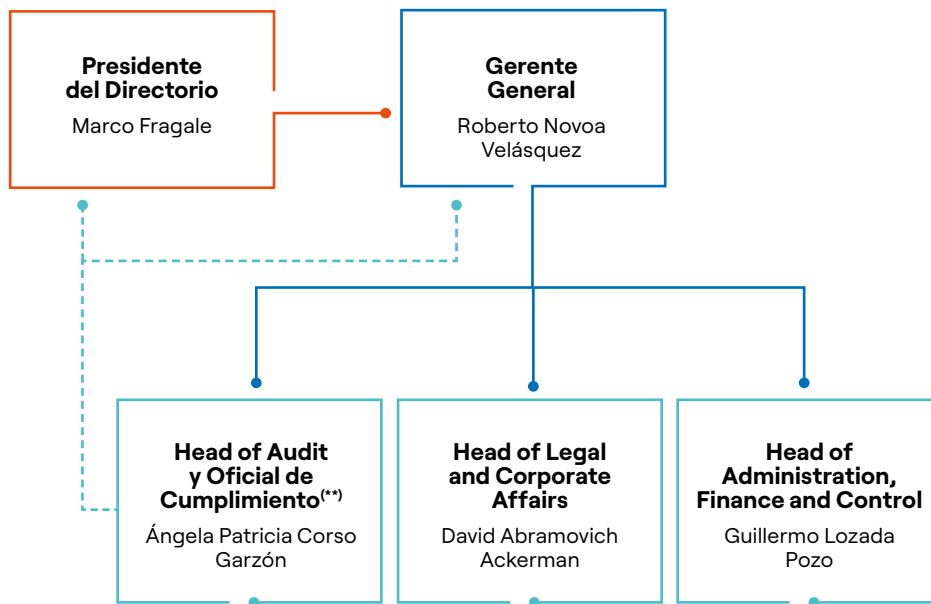 Presidente
del Directorio
Marco Fragale
Gerente
General
Roberto Novoa
Velásquez
Head of Audit
y Oficial de
Cumplimiento(**)
Ángela Patricia Corso
Garzón
Head of Legal
and Corporate
Affairs
David Abramovich
Ackerman
Head of
Administration,
Finance and Control
Guillermo Lozada
Pozo